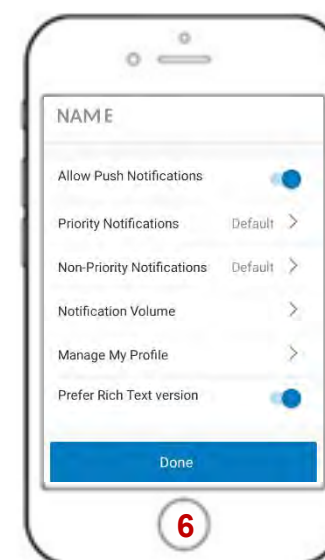 NAME
Allow Push Notifications
Priority Notifications Default >
Non-Priority Notifications Default >
Notification Volume >
Manage My Profile >
Prefer Rich Text version
Done
6